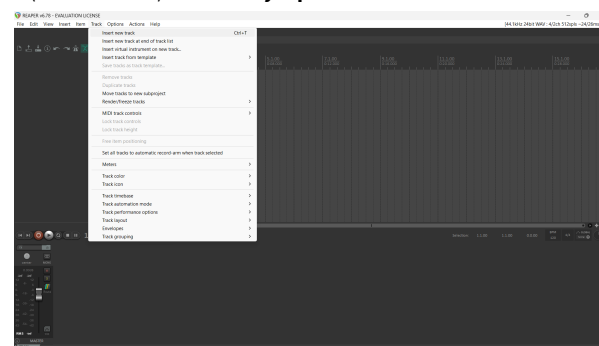 REAPER v6.78 - EVALUATION LICENSE
File Edit View Insert Item Track Options Actions Help
[44.1kHz 24bit WAV : 4/2ch 512spls ~24/26ms
Insert new track Ctrl+T
Insert new track at end of track list
Insert virtual instrument on new track...
Insert track from template
Save tracks as track template...
Remove tracks
Duplicate tracks
Move tracks to new subproject
Render/freeze tracks
MIDI track controls
Lock track controls
Lock track height
Free item positioning
Set all tracks to automatic record arm when track selected
Meters
Track color
Track icon
Track timebase
Track automation mode
Track performance options
Track layout
Envelopes
Track grouping
MASTER